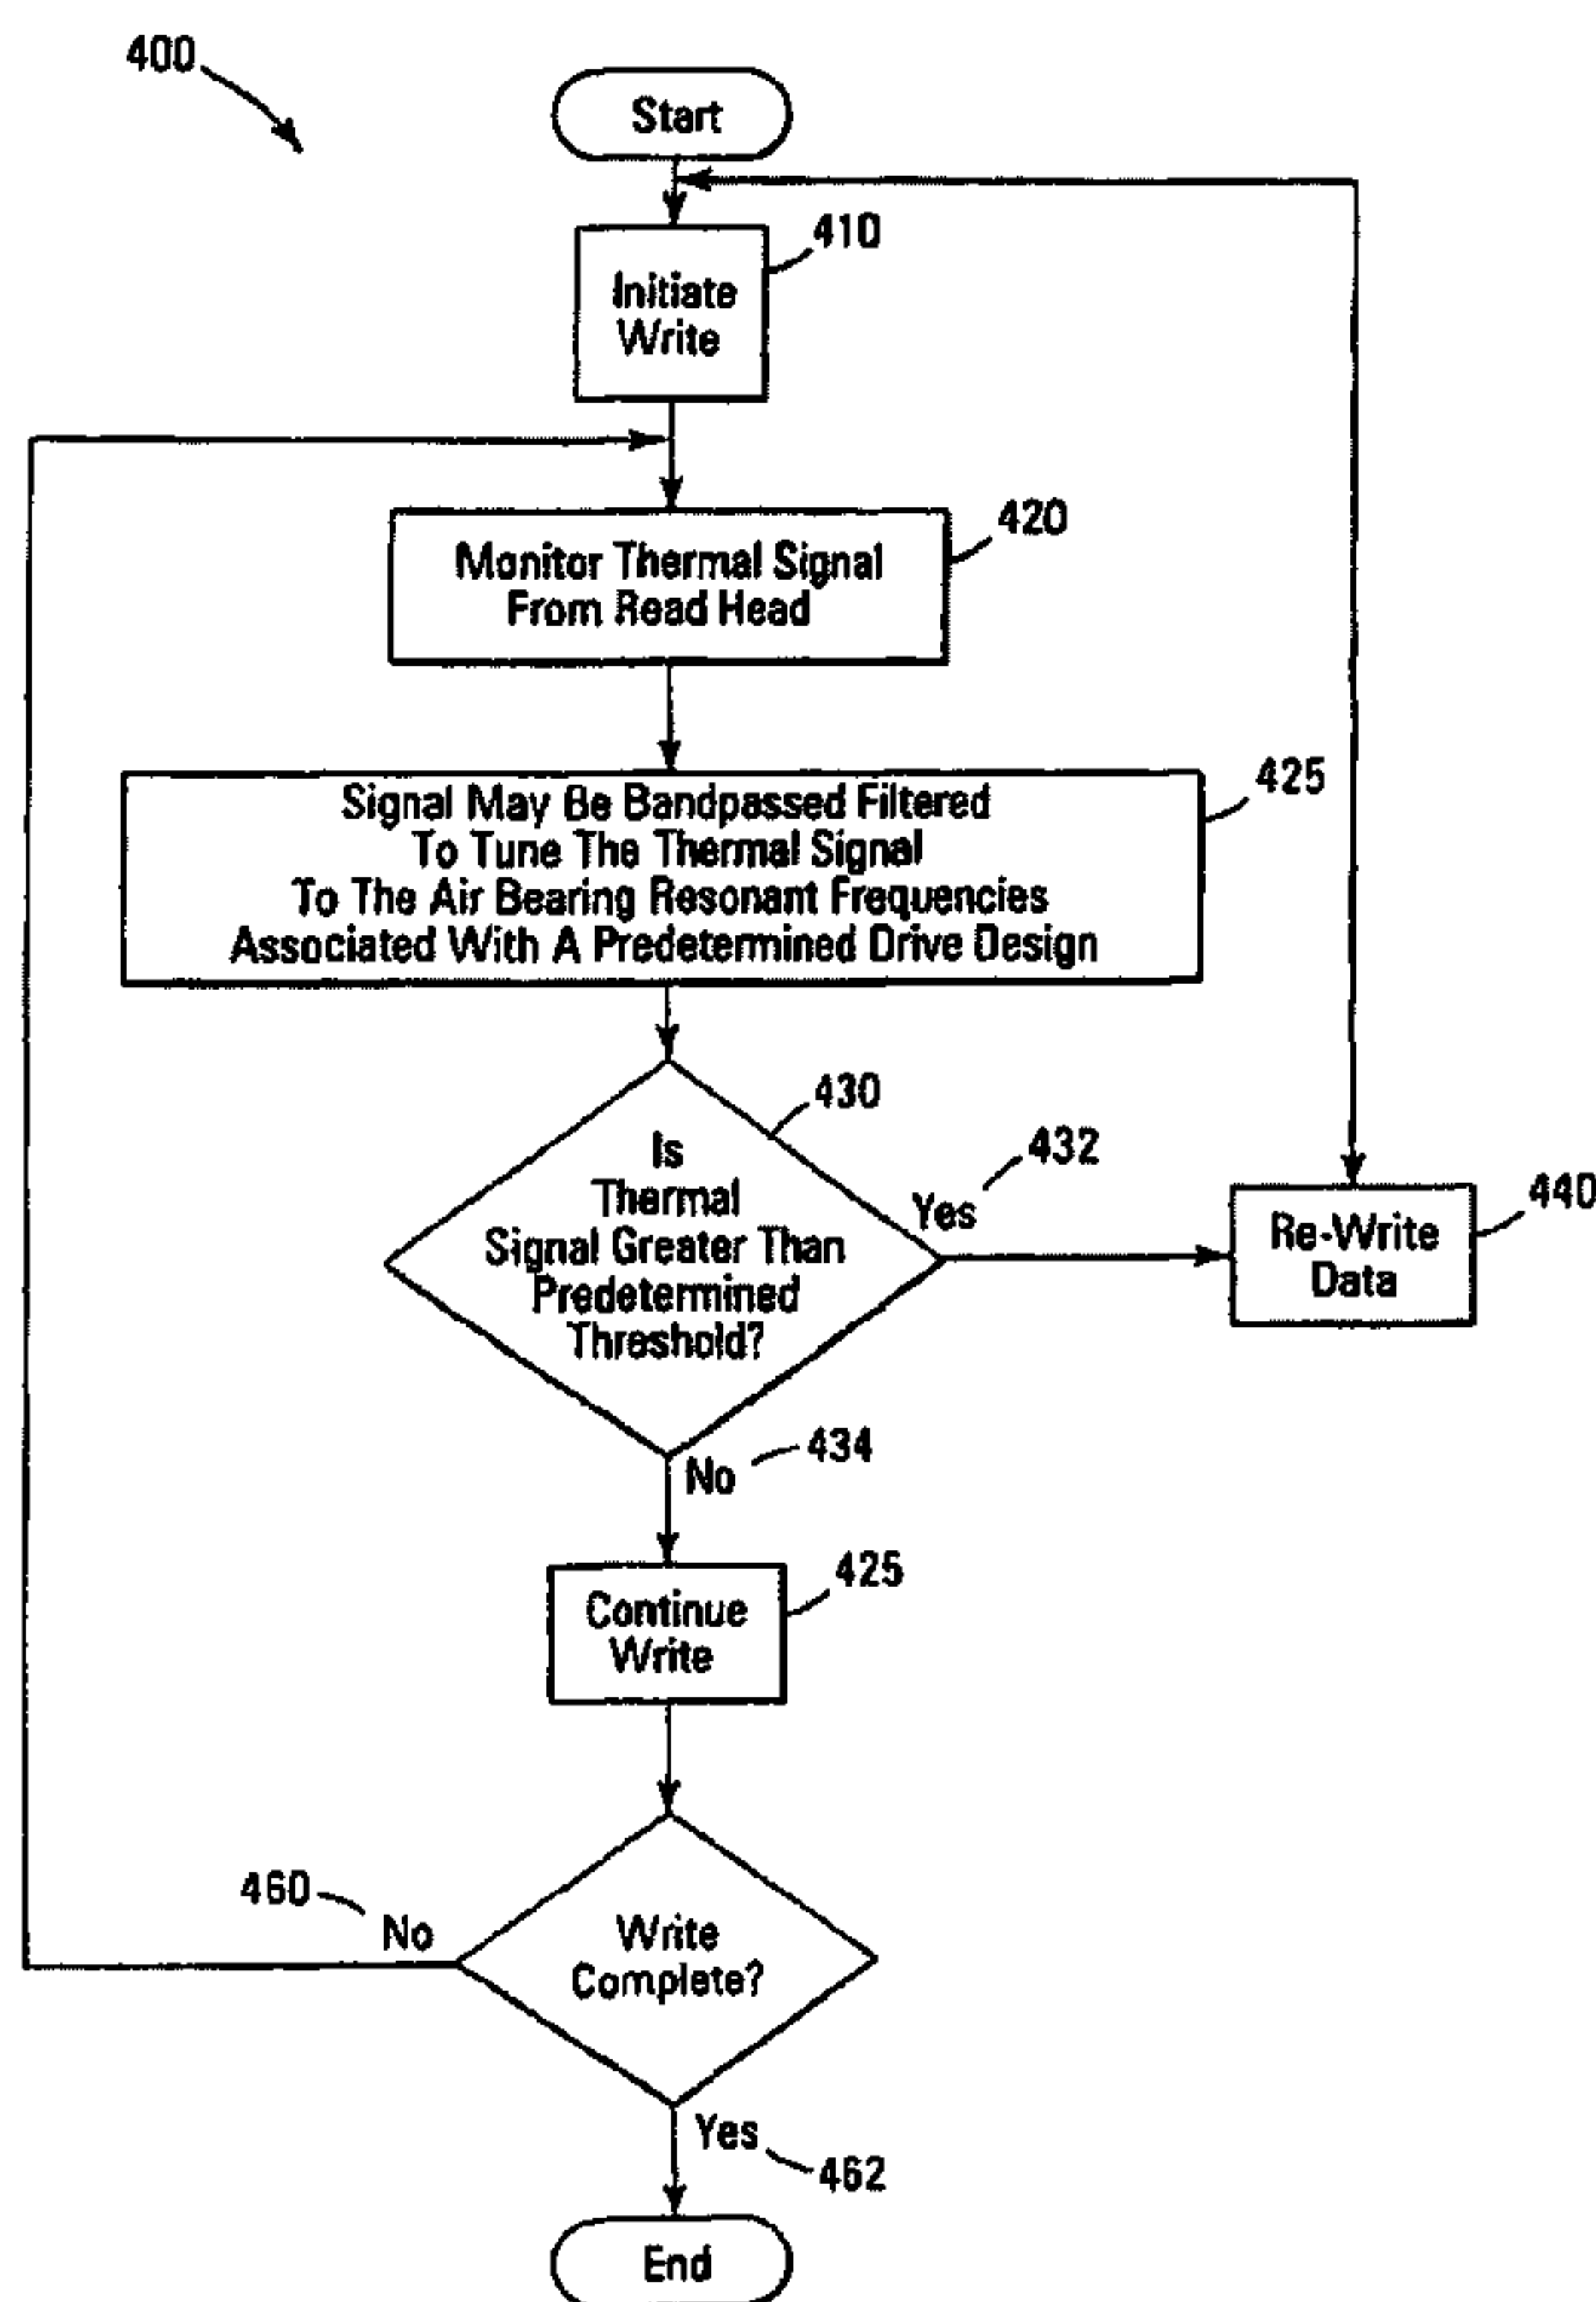 400
Start
410
Initiate
Write
420
Monitor Thermal Signal
From Read Head
425
Signal May Be Bandpassed Filtered
To Tune The Thermal Signal
To The Air Bearing Resonant Frequencies
Associated With A Predetermined Drive Design
430
432
Is
Thermal
Signal Greater Than
Predetermined
Threshold?
Yes
440
Re-Write
Data
434
No
425
Continue
Write
460
No
Write
Complete?
Yes
462
End